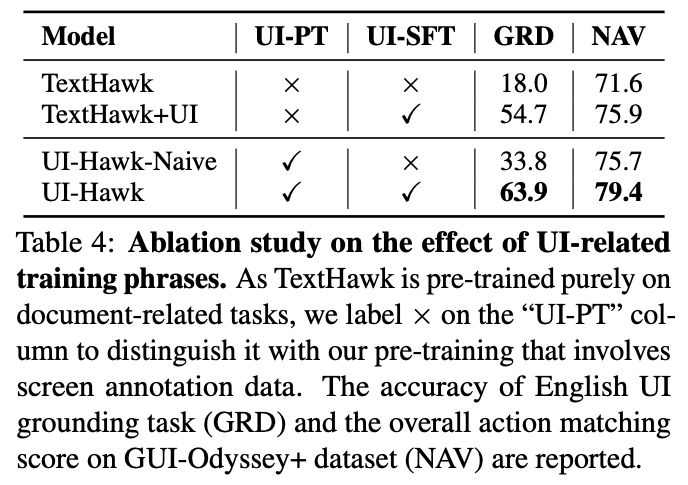 Model UI-PT UI-SFT GRD NAV
TextHawk × × 18.0 71.6
TextHawk+UI × ✓ 54.7 75.9
UI-Hawk-Naive ✓ × 33.8 75.7
UI-Hawk ✓ ✓ 63.9 79.4
Table 4: Ablation study on the effect of UI-related
training phrases. As TextHawk is pre-trained purely on
document-related tasks, we label × on the “UI-PT” col-
umn to distinguish it with our pre-training that involves
screen annotation data. The accuracy of English UI
grounding task (GRD) and the overall action matching
score on GUI-Odyssey+ dataset (NAV) are reported.